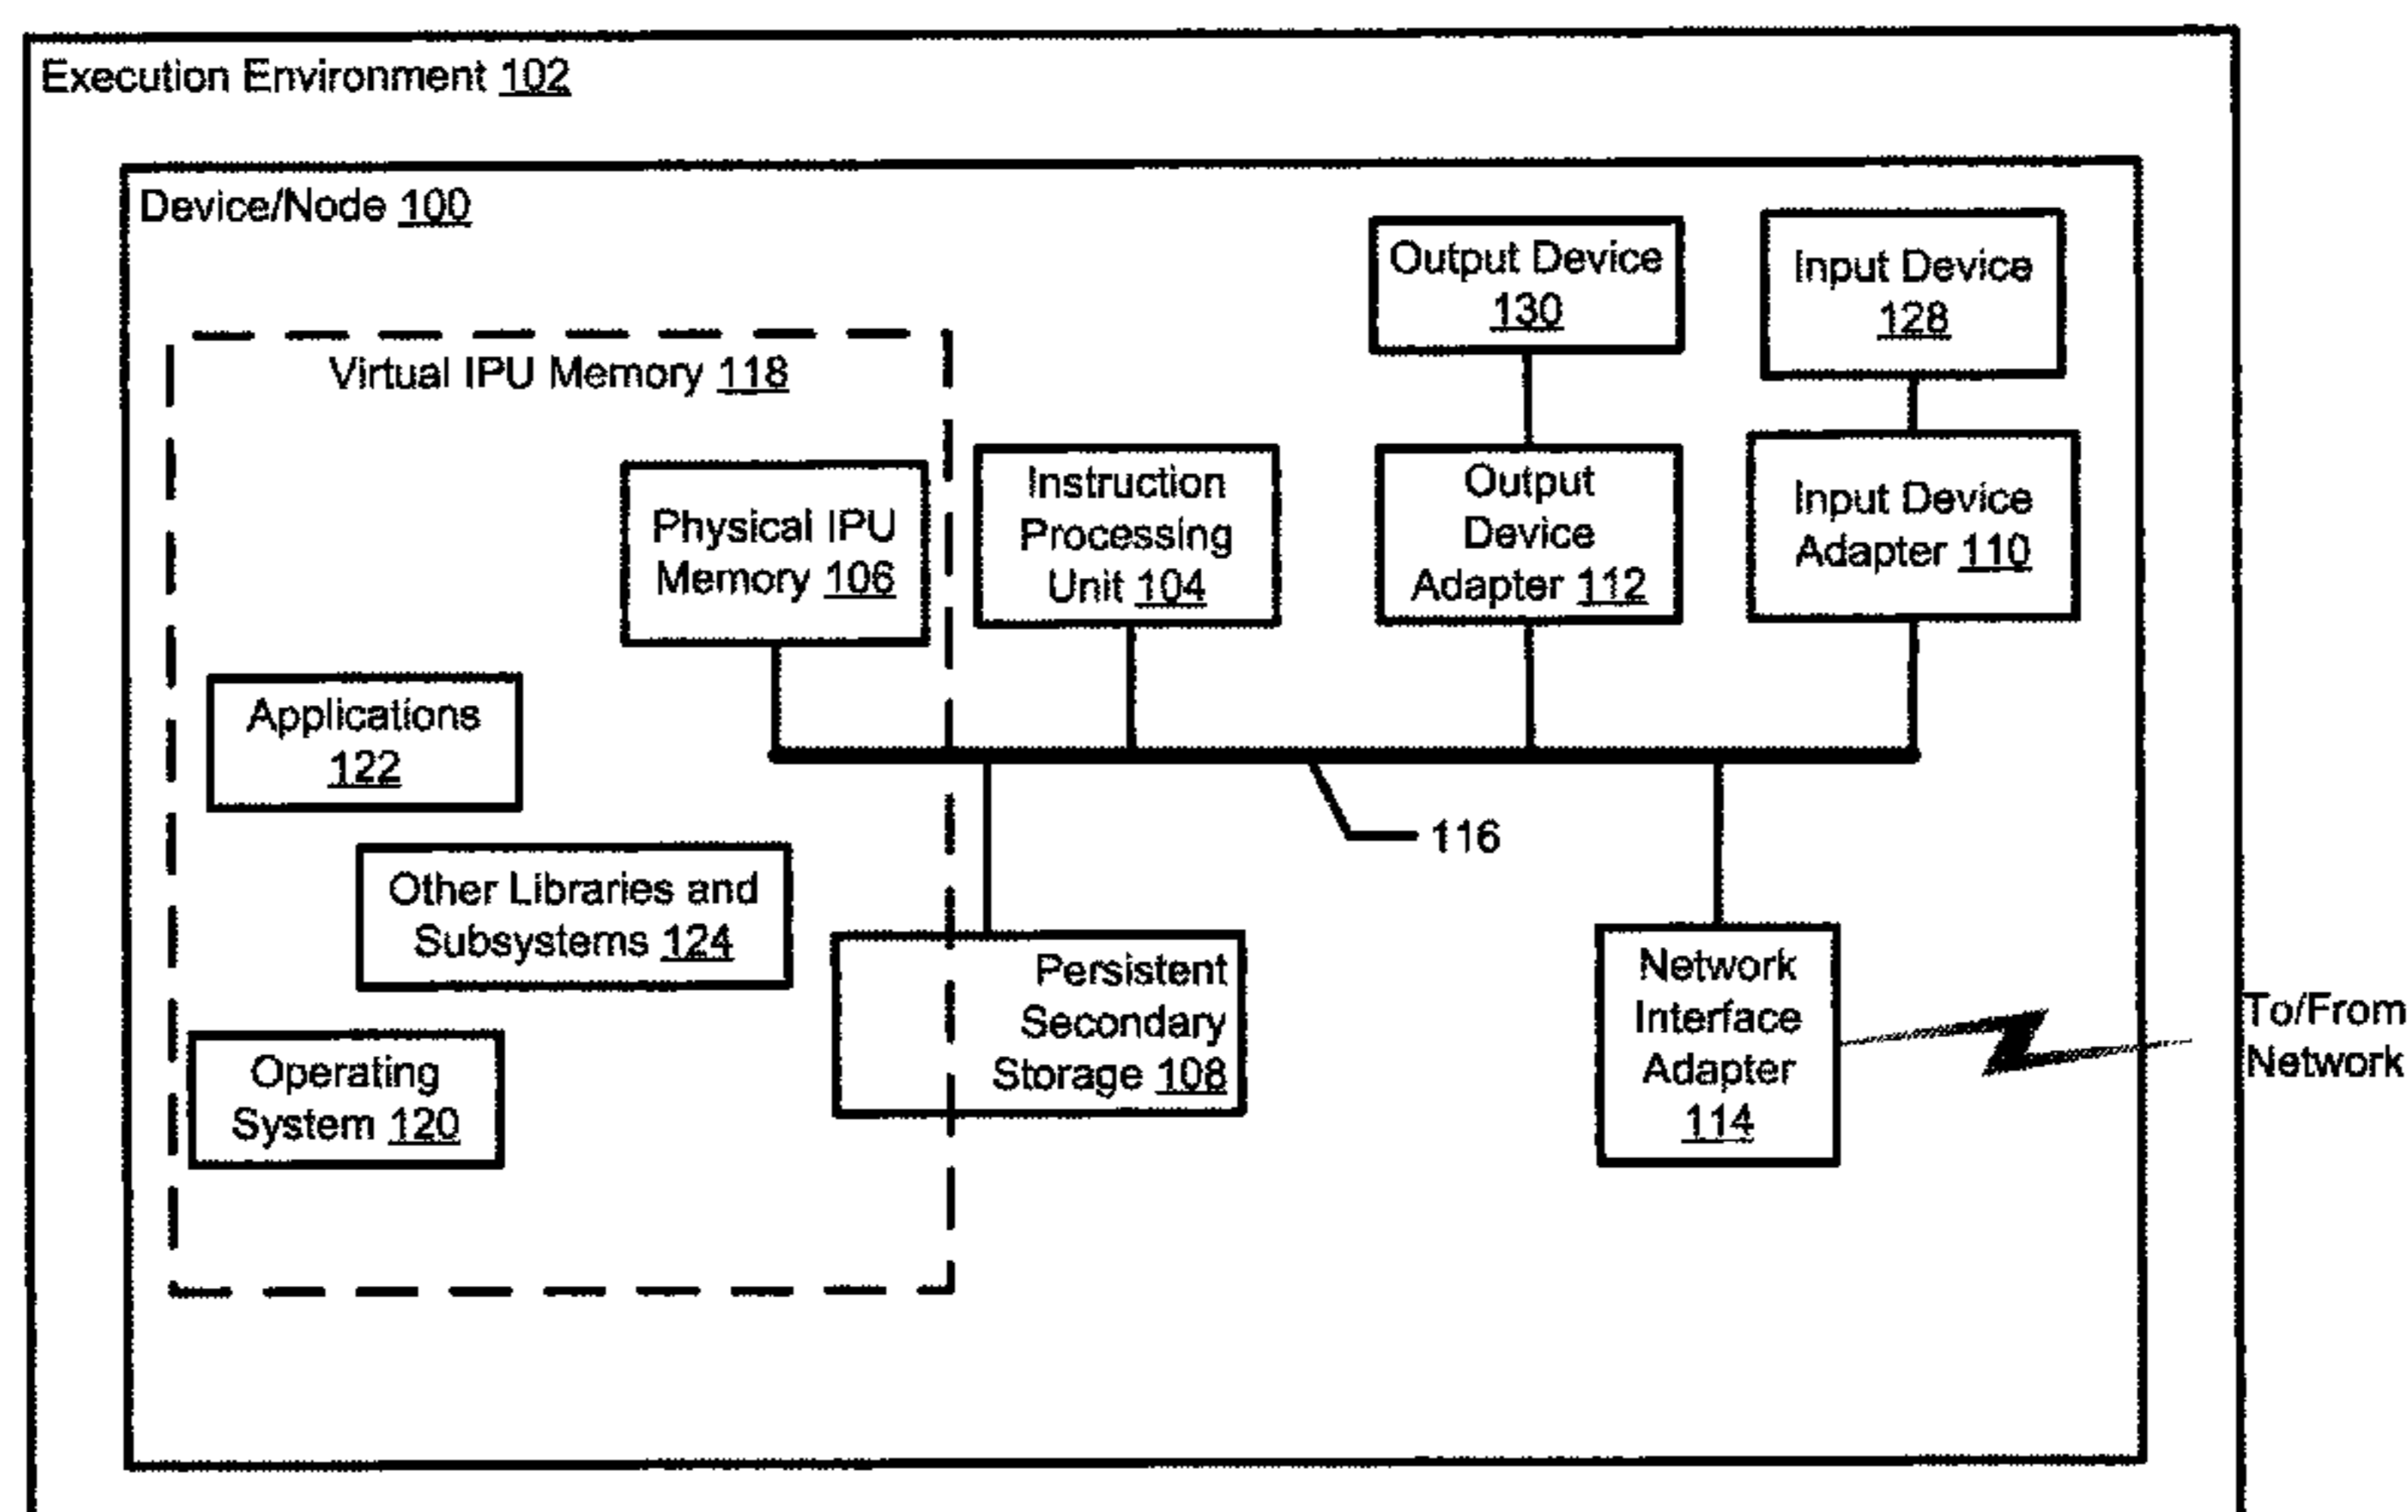 Execution Environment 102
Device/Node 100
Output Device
130
Input Device
128
Virtual IPU Memory 118
Physical IPU
Memory 106
Instruction
Processing
Unit 104
Output
Device
Adapter 112
Input Device
Adapter 110
Applications
122
116
Other Libraries and
Subsystems 124
Persistent
Secondary
Storage 108
Network
Interface
Adapter
114
To/From
Network
Operating
System 120